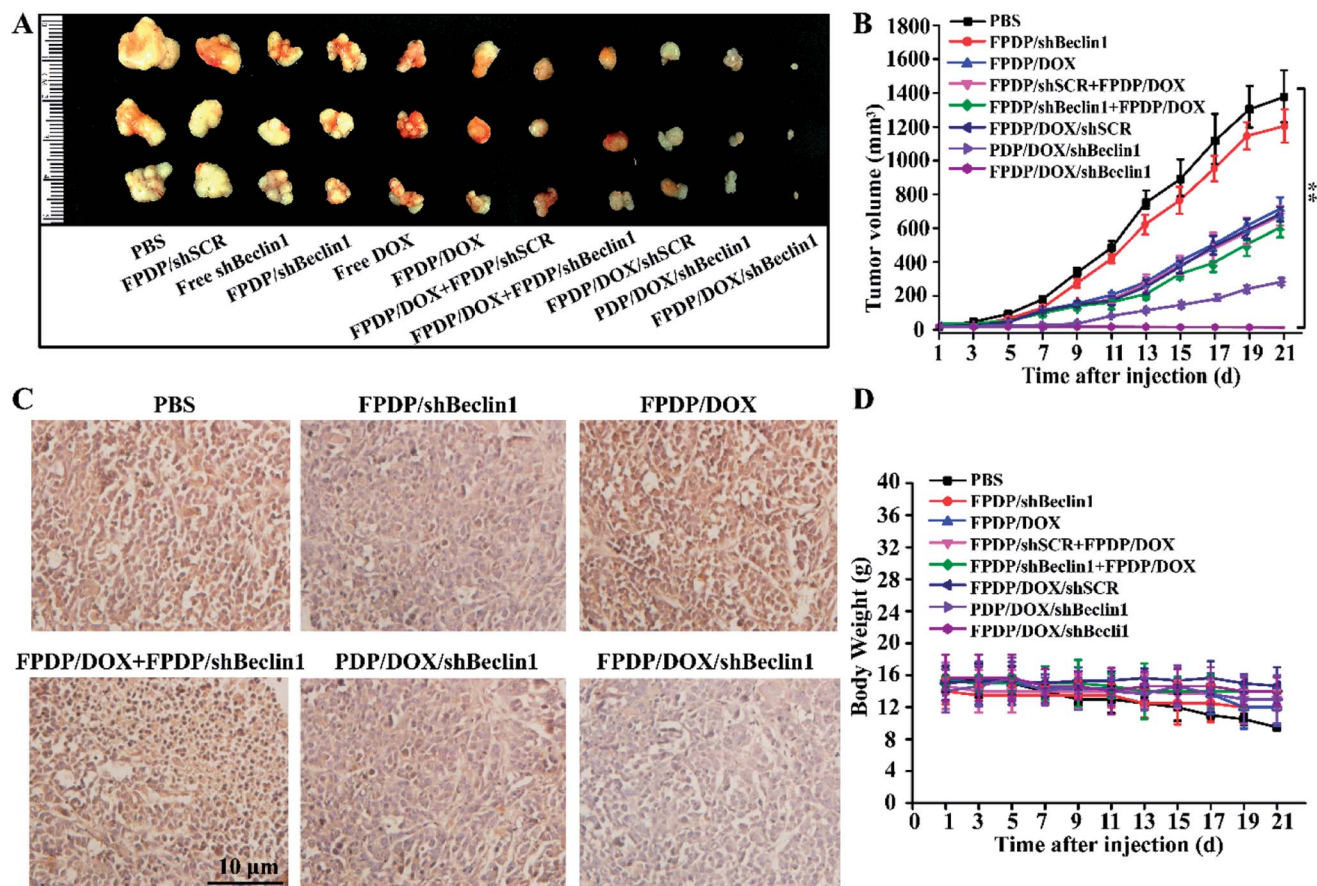 A
PBS
FPDP/shSCR
Free shBeclin1
FPDP/shBeclin1
Free DOX
FPDP/DOX
FPDP/DOX+FPDP/shSCR
FPDP/DOX+FPDP/shBeclin1
FPDP/DOX/shSCR
PDP/DOX/shBeclin1
FPDP/DOX/shBeclin1
B
PBS
FPDP/shBeclin1
FPDP/DOX
FPDP/shSCR+FPDP/DOX
FPDP/shBeclin1+FPDP/DOX
FPDP/DOX/shSCR
PDP/DOX/shBeclin1
FPDP/DOX/shBeclin1
Tumor volume (mm³)
1800
1600
1400
1200
1000
800
600
400
200
0
**
1 3 5 7 9 11 13 15 17 19 21
Time after injection (d)
C
PBS FPDP/shBeclin1 FPDP/DOX
FPDP/DOX+FPDP/shBeclin1 PDP/DOX/shBeclin1 FPDP/DOX/shBeclin1
10 μm
D
PBS
FPDP/shBeclin1
FPDP/DOX
FPDP/shSCR+FPDP/DOX
FPDP/shBeclin1+FPDP/DOX
FPDP/DOX/shSCR
PDP/DOX/shBeclin1
FPDP/DOX/shBecli1
Body Weight (g)
40
36
32
28
24
20
16
12
8
4
0
0 1 3 5 7 9 11 13 15 17 19 21
Time after injection (d)